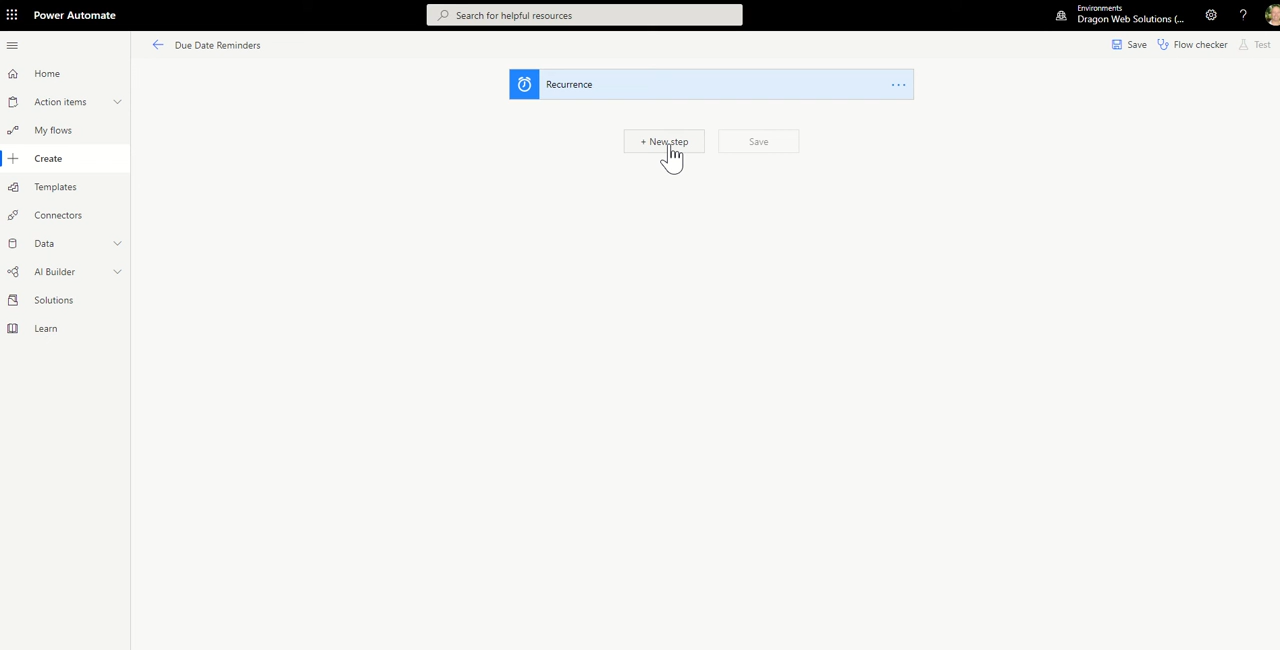 Power Automate
Search for helpful resources
Environments
Dragon Web Solutions (...
?
Due Date Reminders
Save
Flow checker
Test
Home
Action items
My flows
Create
Templates
Connectors
Data
AI Builder
Solutions
Learn
Recurrence
...
+ New step
Save